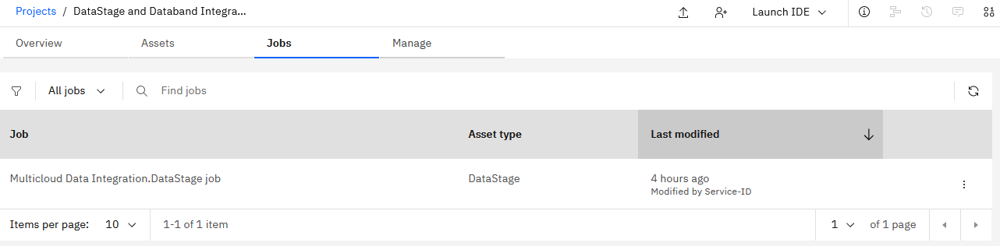 Projects / DataStage and Databand Integra...
Launch IDE
Overview Assets Jobs Manage
All jobs Find jobs
Job Asset type Last modified
Multicloud Data Integration.DataStage job DataStage 4 hours ago
Modified by Service-ID
Items per page: 10 1-1 of 1 item 1 of 1 page